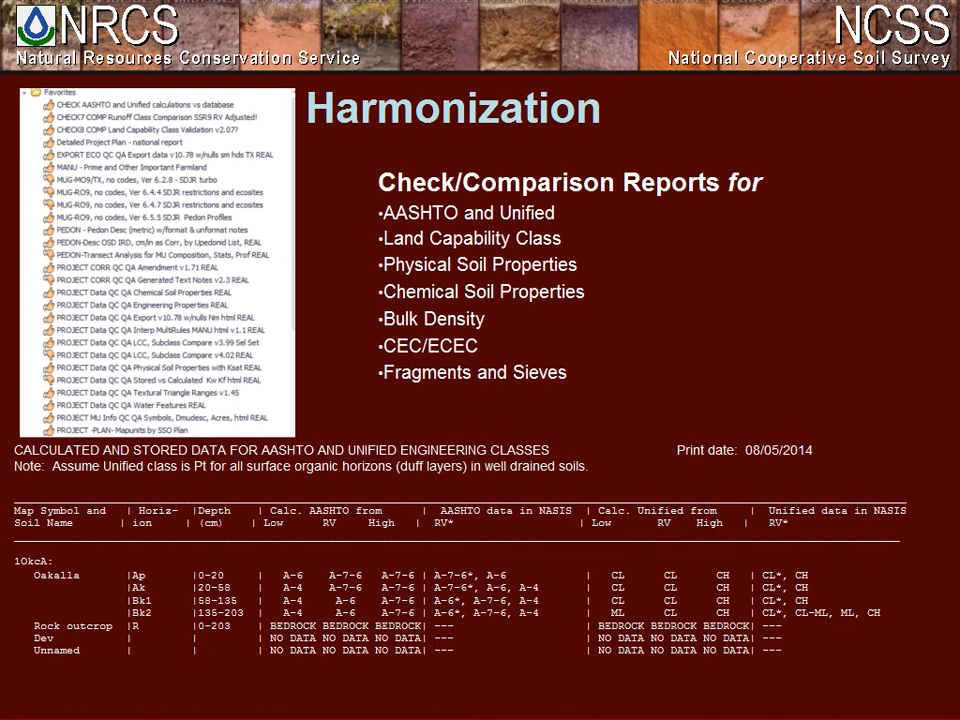 NRCS
Natural Resources Conservation Service
NCSS
National Cooperative Soil Survey
Favorites
CHECK AASHTO and Unified calculations vs database
CHECK7 COMP Runoff Class Comparison SSR9 RV Adjusted!
CHECK8 COMP Land Capability Class Validation v2.07?
Detailed Project Plan - national report
EXPORT ECO QC QA Export data v10.78 w/nulls sm hds TX REAL
MANU - Prime and Other Important Farmland
MUG-MO9/TX, no codes, Ver 6.2.8 - SDJR turbo
MUG-RO9, no codes, Ver 6.4.4 SDJR restrictions and ecosites
MUG-RO9, no codes, Ver 6.4.7 SDJR restrictions and ecosites
MUG-RO9, no codes, Ver 6.5.5 SDJR Pedon Profiles
PEDON - Pedon Desc (metric) w/format & unformat notes
PEDON-Desc OSD IRD, cm/in as Corr, by Upedonid List, REAL
PEDON-Transect Analysis for MU Composition, Stats, Prof REAL
PROJECT CORR QC QA Amendment v1.71 REAL
PROJECT CORR QC QA Generated Text Notes v2.3 REAL
PROJECT Data QC QA Chemical Soil Properties REAL
PROJECT Data QC QA Engineering Properties REAL
PROJECT Data QC QA Export v10.78 w/nulls Nm html REAL
PROJECT Data QC QA Interp MultiRules MANU html v1.1 REAL
PROJECT Data QC QA LCC, Subclass Compare v3.99 Sel Set
PROJECT Data QC QA LCC, Subclass Compare v4.02 REAL
PROJECT Data QC QA Physical Soil Properties with Ksat REAL
PROJECT Data QC QA Stored vs Calculated Kw Kf html REAL
PROJECT Data QC QA Textural Triangle Ranges v1.45
PROJECT Data QC QA Water Features REAL
PROJECT MU Info QC QA Symbols, Dmudesc, Acres, html REAL
PROJECT -PLAN- Mapunits by SSO Plan
Harmonization
Check/Comparison Reports for
•AASHTO and Unified
•Land Capability Class
•Physical Soil Properties
•Chemical Soil Properties
•Bulk Density
•CEC/ECEC
•Fragments and Sieves
CALCULATED AND STORED DATA FOR AASHTO AND UNIFIED ENGINEERING CLASSES Print date: 08/05/2014
Note: Assume Unified class is Pt for all surface organic horizons (duff layers) in well drained soils.
Map Symbol and | Horiz- |Depth | Calc. AASHTO from | AASHTO data in NASIS | Calc. Unified from | Unified data in NASIS
Soil Name | ion | (cm) | Low RV High | RV* | Low RV High | RV*
10kcA:
Oakalla |Ap |0-20 | A-6 A-7-6 A-7-6 | A-7-6*, A-6 | CL CL CH | CL*, CH
|Ak |20-58 | A-4 A-7-6 A-7-6 | A-7-6*, A-6, A-4 | CL CL CH | CL*, CH
|Bk1 |58-135 | A-4 A-6 A-7-6 | A-6*, A-7-6, A-4 | CL CL CH | CL*, CH
|Bk2 |135-203 | A-4 A-6 A-7-6 | A-6*, A-7-6, A-4 | ML CL CH | CL*, CL-ML, ML, CH
Rock outcrop |R |0-203 | BEDROCK BEDROCK BEDROCK| --- | BEDROCK BEDROCK BEDROCK| ---
Dev | | | NO DATA NO DATA NO DATA| --- | NO DATA NO DATA NO DATA| ---
Unnamed | | | NO DATA NO DATA NO DATA| --- | NO DATA NO DATA NO DATA| ---